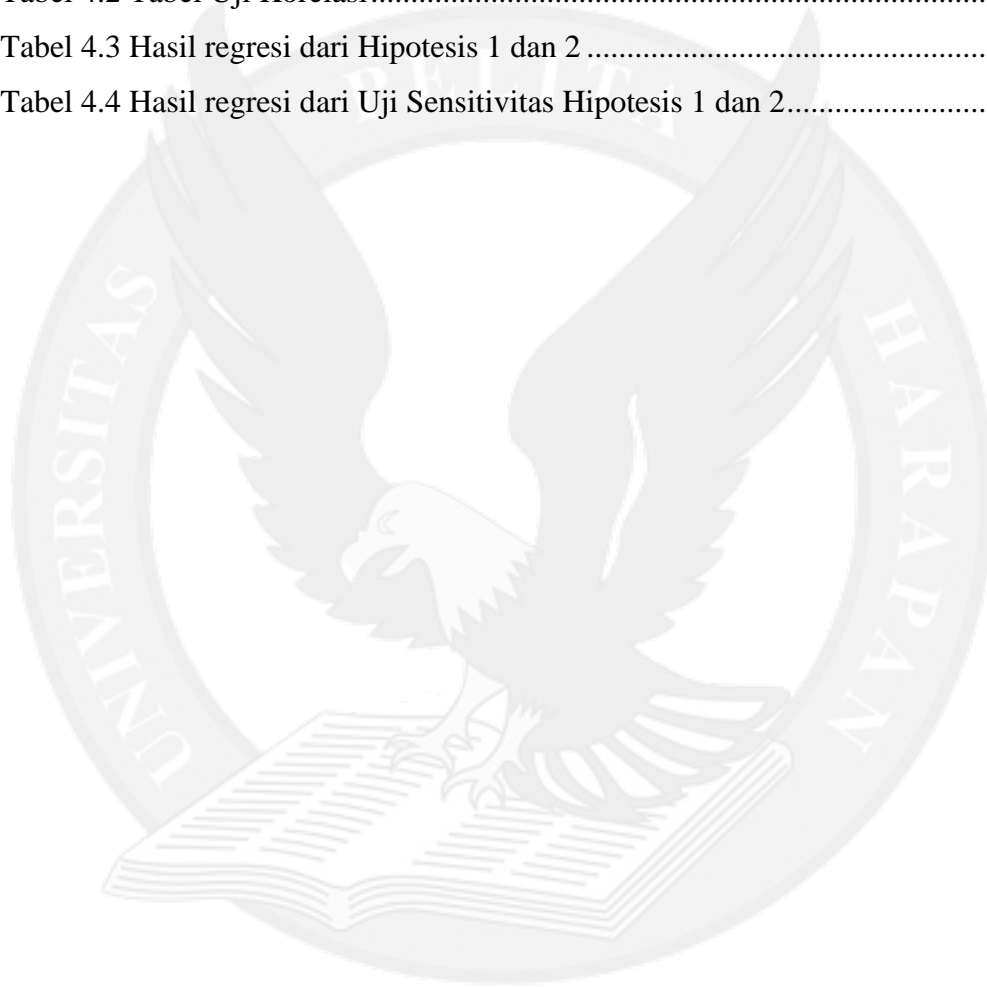 Tabel 4.2 Tabel Uji Korelasi........................................................................................
Tabel 4.3 Hasil regresi dari Hipotesis 1 dan 2 ..................................................
Tabel 4.4 Hasil regresi dari Uji Sensitivitas Hipotesis 1 dan 2.........................
UNIVERSITAS PELITA HARAPAN